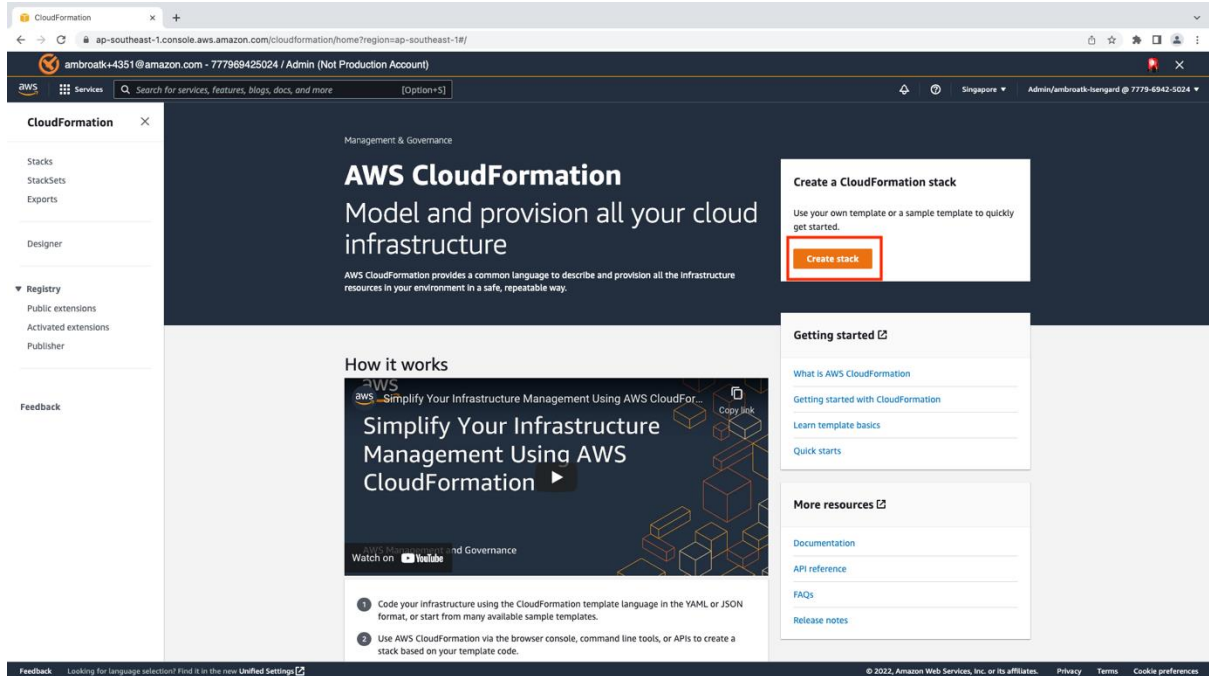 CloudFormation
ap-southeast-1.console.aws.amazon.com/cloudformation/home?region=ap-southeast-1#/
ambroatk+4351@amazon.com - 777969425024 / Admin (Not Production Account)
aws Services Search for services, features, blogs, docs, and more [Option+S] Singapore Admin/ambroatk-Isengard @ 7779-6942-5024
CloudFormation
Stacks
StackSets
Exports
Designer
Registry
Public extensions
Activated extensions
Publisher
Feedback
Management & Governance
AWS CloudFormation
Model and provision all your cloud
infrastructure
AWS CloudFormation provides a common language to describe and provision all the infrastructure
resources in your environment in a safe, repeatable way.
Create a CloudFormation stack
Use your own template or a sample template to quickly
get started.
Create stack
Getting started
What is AWS CloudFormation
Getting started with CloudFormation
Learn template basics
Quick starts
More resources
Documentation
API reference
FAQs
Release notes
How it works
aws
aws Simplify Your Infrastructure Management Using AWS CloudFor...
Copy link
Simplify Your Infrastructure
Management Using AWS
CloudFormation
AWS Management and Governance
Watch on YouTube
1 Code your infrastructure using the CloudFormation template language in the YAML or JSON
format, or start from many available sample templates.
2 Use AWS CloudFormation via the browser console, command line tools, or APIs to create a
stack based on your template code.
Feedback Looking for language selection? Find it in the new Unified Settings © 2022, Amazon Web Services, Inc. or its affiliates. Privacy Terms Cookie preferences